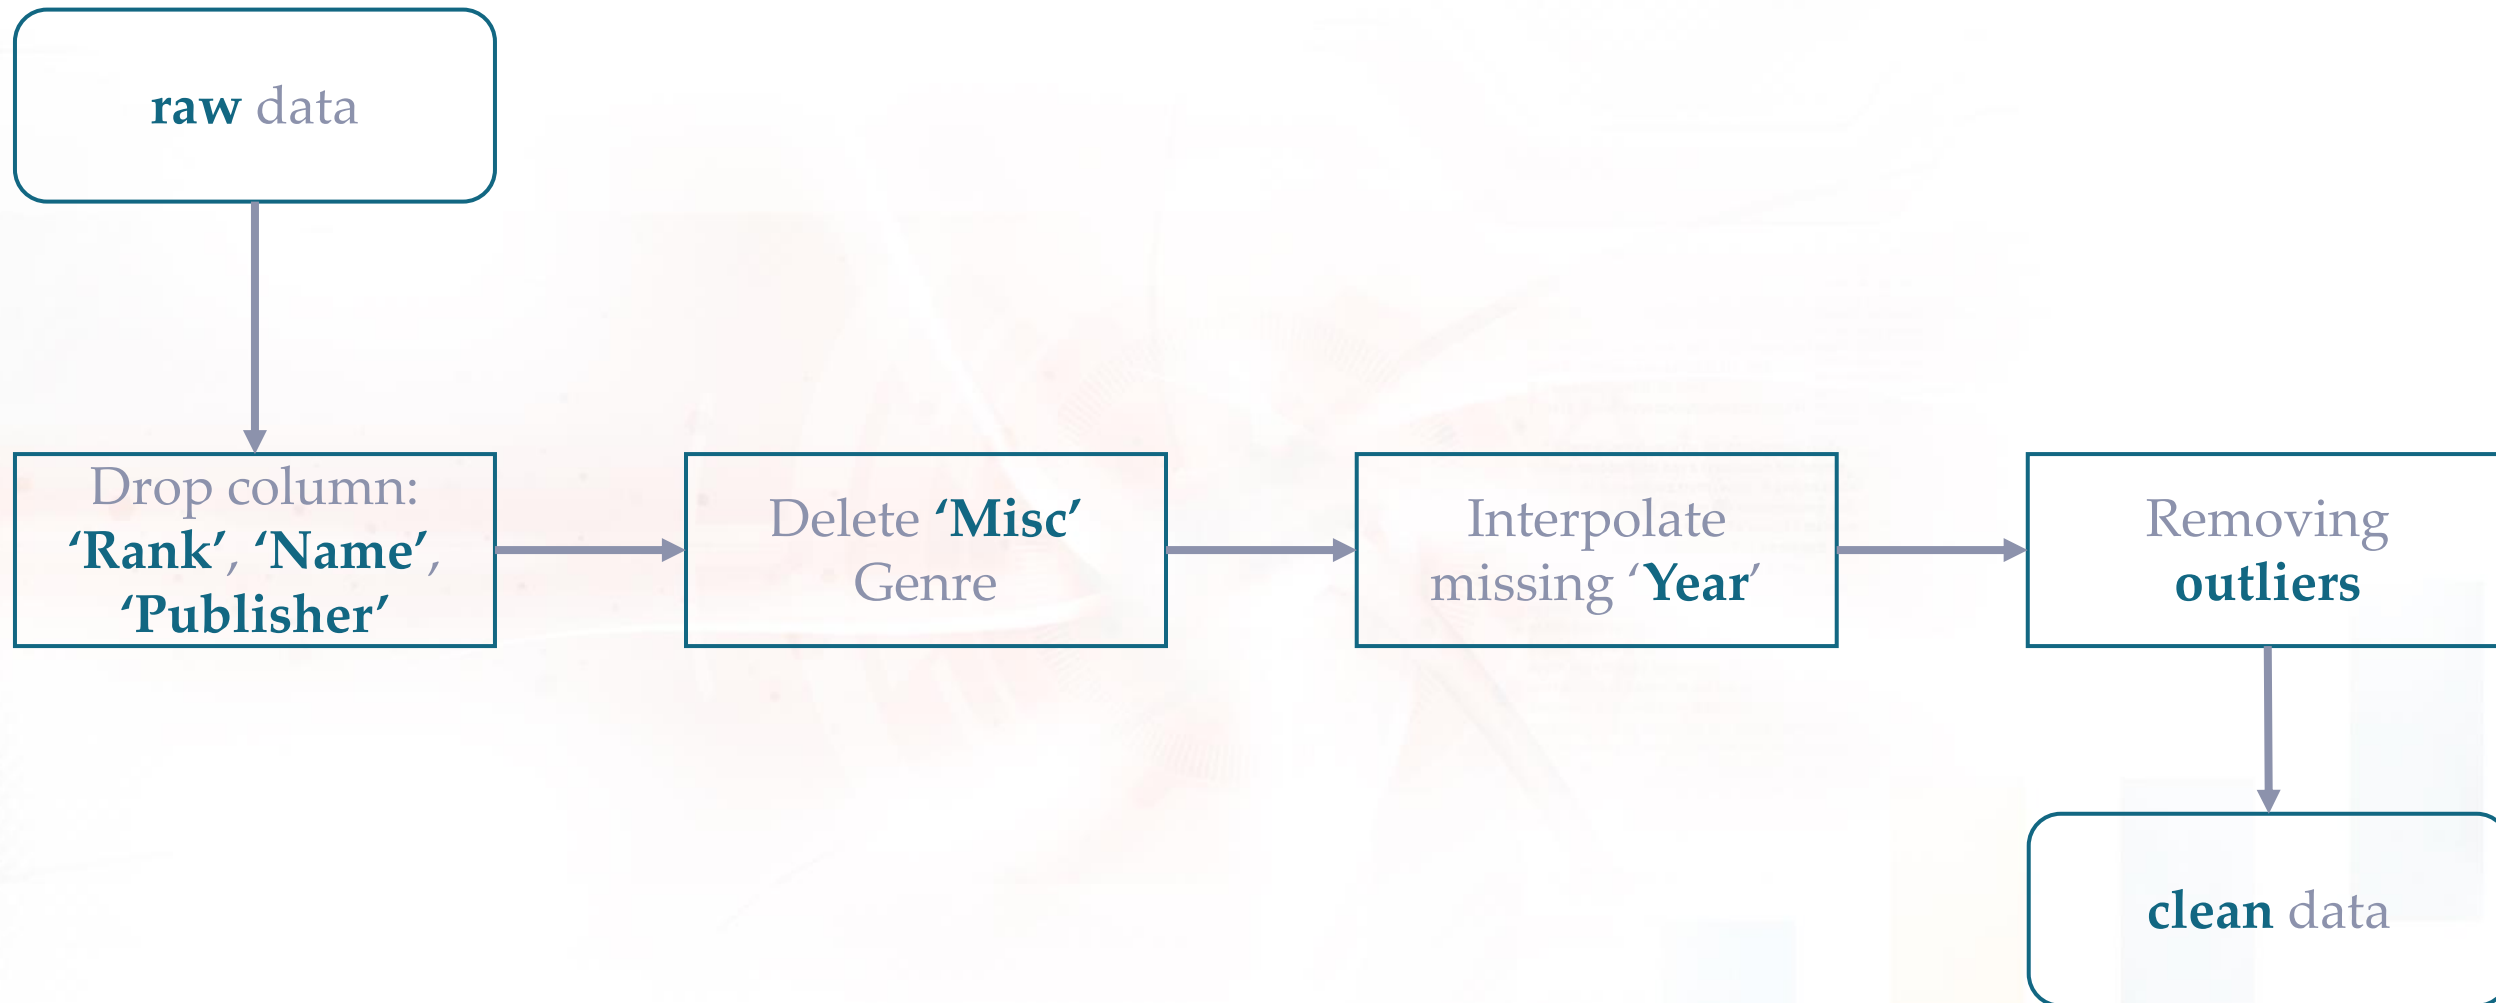 raw data
Drop column:
‘Rank’, ‘Name’,
‘Publisher’
Delete ‘Misc’
Genre
Interpolate
missing ‘Year’
Removing
outliers
clean data